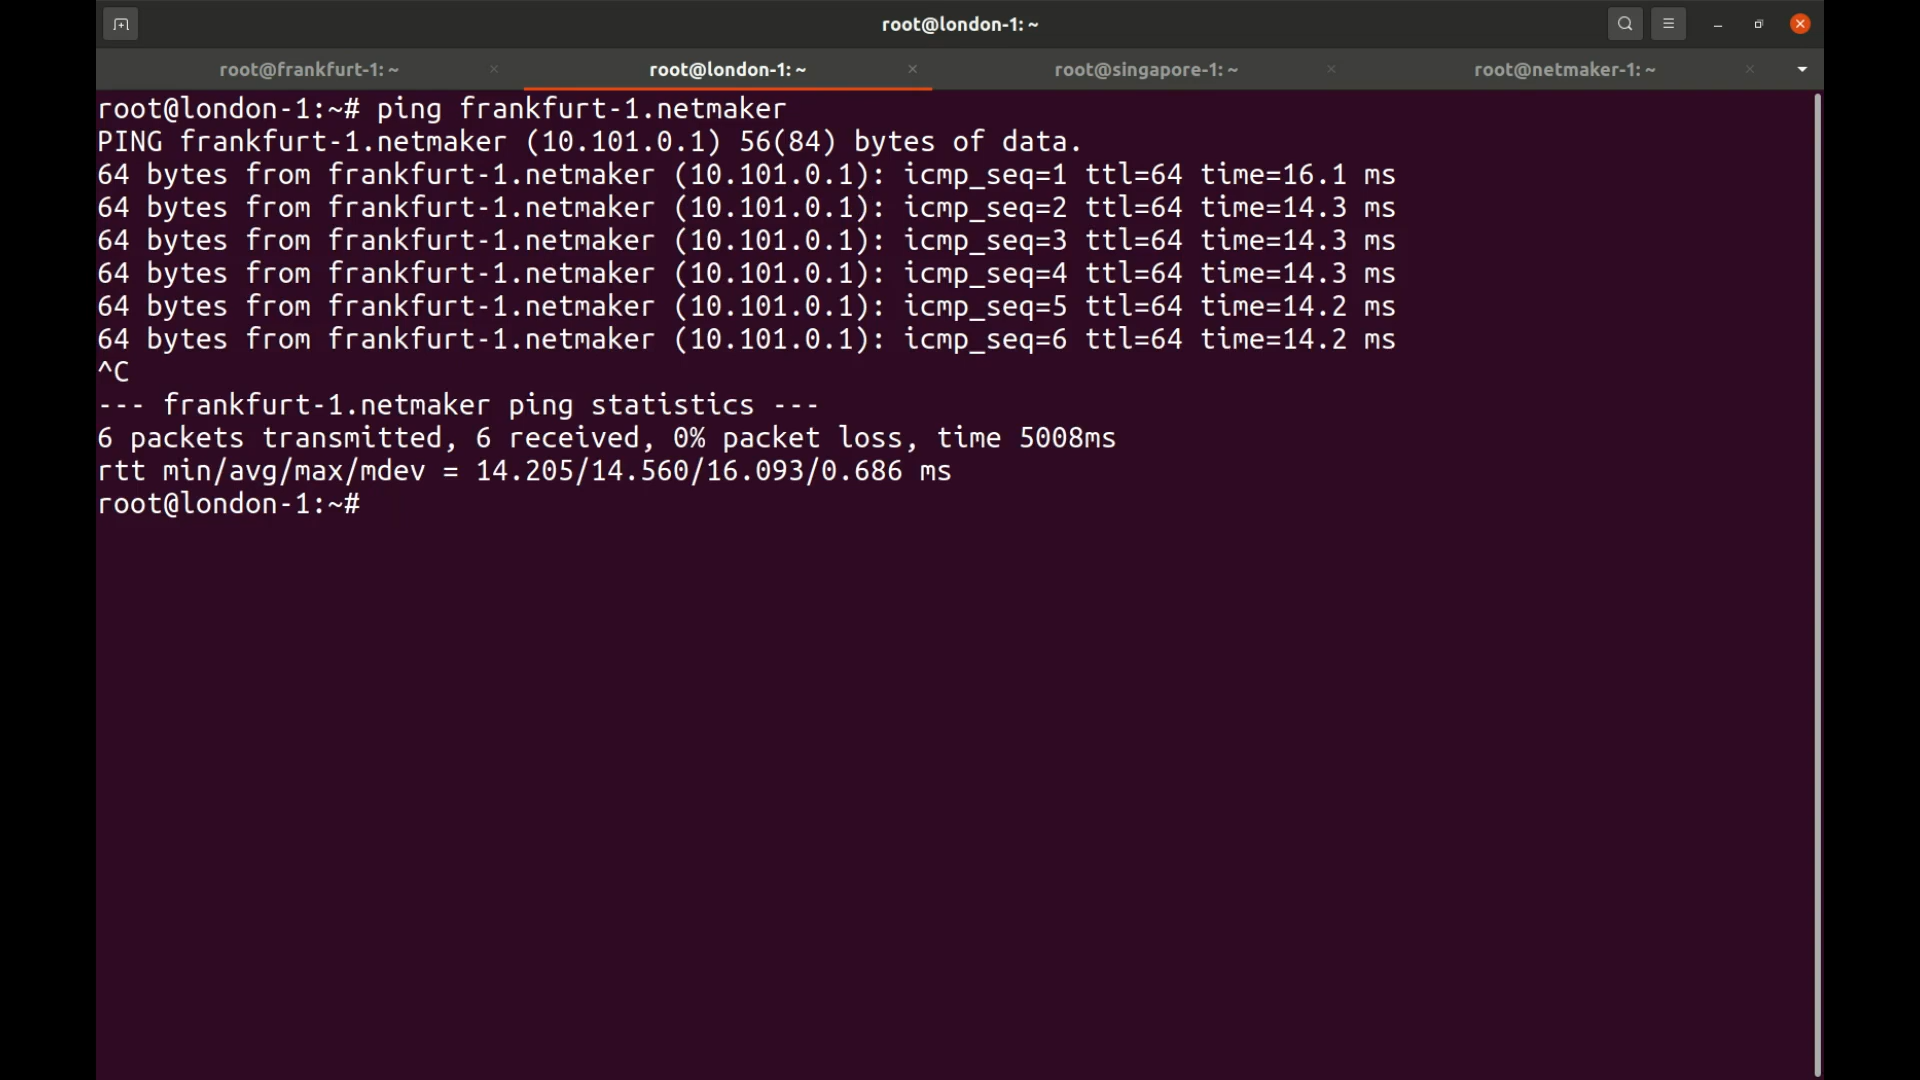 root@london-1: ~
root@frankfurt-1: ~
root@london-1: ~
root@singapore-1: ~
root@netmaker-1: ~
root@london-1:~# ping frankfurt-1.netmaker
PING frankfurt-1.netmaker (10.101.0.1) 56(84) bytes of data.
64 bytes from frankfurt-1.netmaker (10.101.0.1): icmp_seq=1 ttl=64 time=16.1 ms
64 bytes from frankfurt-1.netmaker (10.101.0.1): icmp_seq=2 ttl=64 time=14.3 ms
64 bytes from frankfurt-1.netmaker (10.101.0.1): icmp_seq=3 ttl=64 time=14.3 ms
64 bytes from frankfurt-1.netmaker (10.101.0.1): icmp_seq=4 ttl=64 time=14.3 ms
64 bytes from frankfurt-1.netmaker (10.101.0.1): icmp_seq=5 ttl=64 time=14.2 ms
64 bytes from frankfurt-1.netmaker (10.101.0.1): icmp_seq=6 ttl=64 time=14.2 ms
^C
--- frankfurt-1.netmaker ping statistics ---
6 packets transmitted, 6 received, 0% packet loss, time 5008ms
rtt min/avg/max/mdev = 14.205/14.560/16.093/0.686 ms
root@london-1:~#